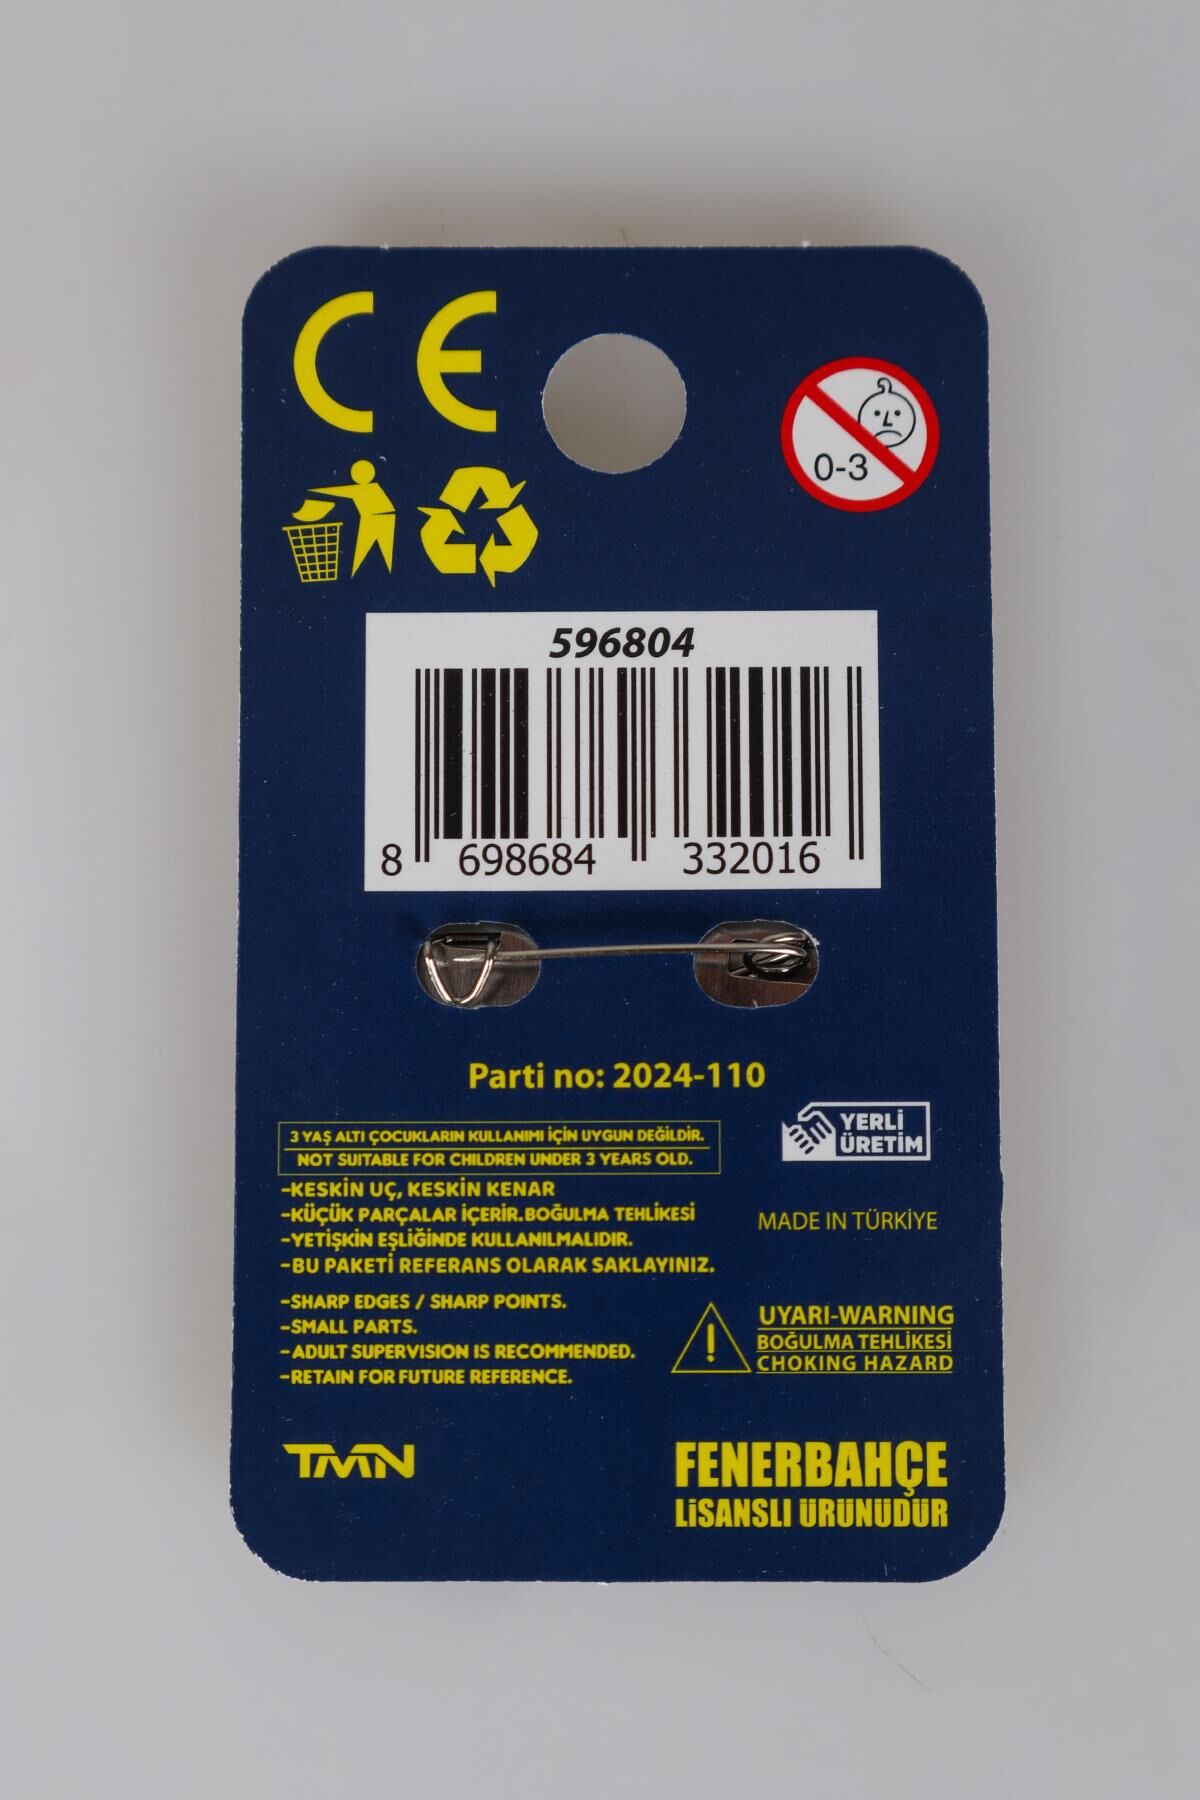 CE
0-3
596804
8 698684 332016
Parti no: 2024-110
3 YAŞ ALTI ÇOCUKLARIN KULLANIMI İÇİN UYGUN DEĞİLDİR.
NOT SUITABLE FOR CHILDREN UNDER 3 YEARS OLD.
YERLİ
ÜRETİM
-KESKİN UÇ, KESKİN KENAR
-KÜÇÜK PARÇALAR İÇERİR.BOĞULMA TEHLİKESİ
-YETİŞKİN EŞLİĞİNDE KULLANILMALIDIR.
-BU PAKETİ REFERANS OLARAK SAKLAYINIZ.
MADE IN TÜRKİYE
-SHARP EDGES / SHARP POINTS.
-SMALL PARTS.
-ADULT SUPERVISION IS RECOMMENDED.
-RETAIN FOR FUTURE REFERENCE.
UYARI-WARNING
BOĞULMA TEHLİKESİ
CHOKING HAZARD
TMN
FENERBAHÇE
LİSANSLI ÜRÜNÜDÜR